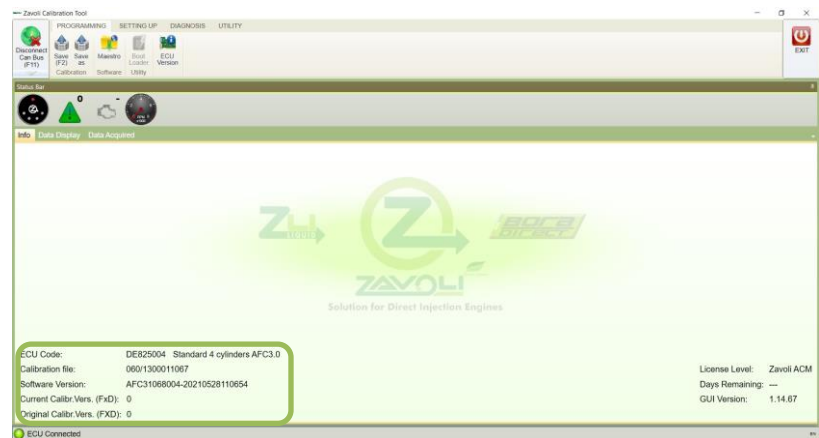 Zavoli Calibration Tool
PROGRAMMING SETTING UP DIAGNOSIS UTILITY
Disconnect Can Bus (F11)
Save (F2)
Save as
Maestro
Boot Loader
ECU Version
EXIT
Calibration Software Utility
Status Bar
0
-
Info Data Display Data Acquired
Z4 LIQUID
BORA DIRECT
ZAVOLI
Solution for Direct Injection Engines
ECU Code: DE825004 Standard 4 cylinders AFC3.0
Calibration file: 060/1300011067
License Level: Zavoli ACM
Software Version: AFC31068004-20210528110654
Days Remaining: ---
Current Calibr.Vers. (FxD): 0
GUI Version: 1.14.67
Original Calibr.Vers. (FXD): 0
ECU Connected